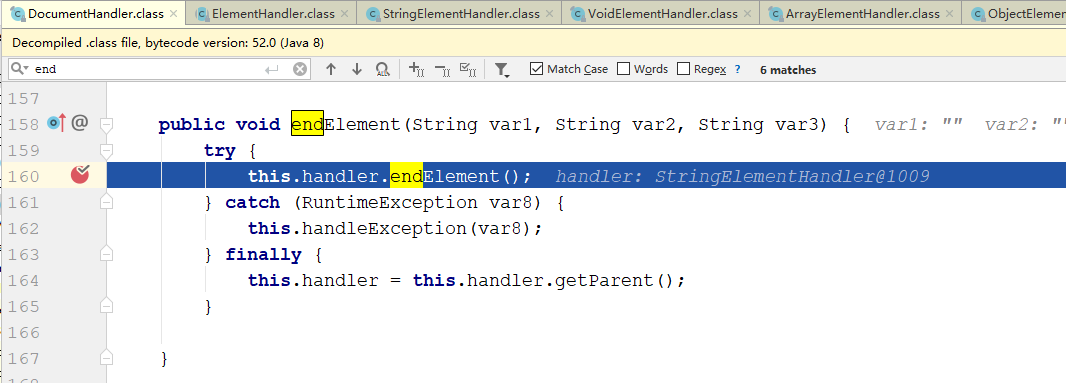 DocumentHandler.class × ElementHandler.class × StringElementHandler.class × VoidElementHandler.class × ArrayElementHandler.class × ObjectElemen
Decompiled .class file, bytecode version: 52.0 (Java 8)
end Match Case Words Regex ? 6 matches
157
158 @ public void endElement(String var1, String var2, String var3) { var1: "" var2: ""
159 try {
160 this.handler.endElement(); handler: StringElementHandler@1009
161 } catch (RuntimeException var8) {
162 this.handleException(var8);
163 } finally {
164 this.handler = this.handler.getParent();
165 }
166
167 }